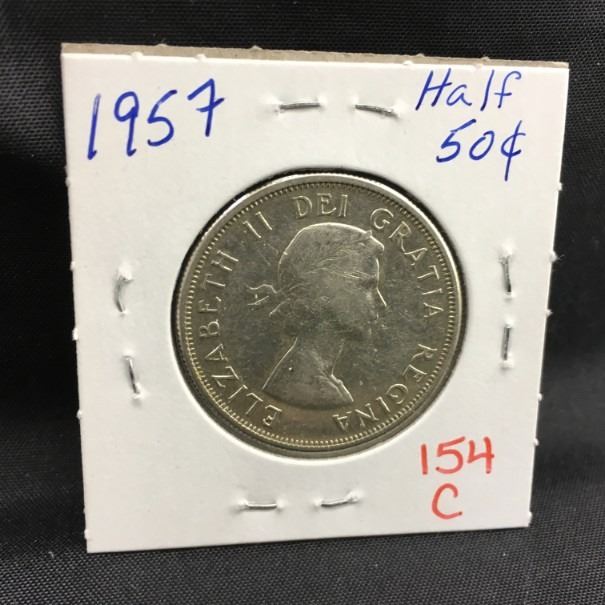 1957
Half
50¢
ELIZABETH II DEI GRATIA REGINA
154
C